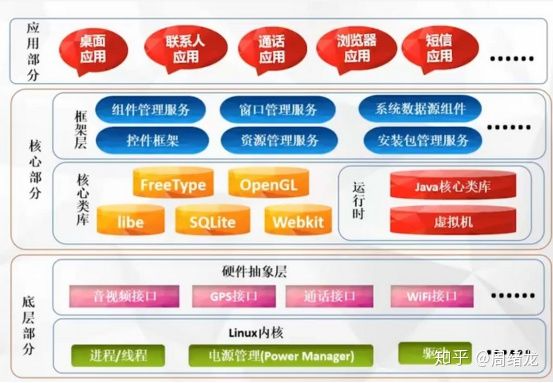 应用部分
桌面
应用
联系人
应用
通话
应用
浏览器
应用
短信
应用
......
核心部分
框架层
组件管理服务
窗口管理服务
系统数据源组件
控件框架
资源管理服务
安装包管理服务
......
核心类库
FreeType
OpenGL
libe
SQLite
Webkit
运行时
Java核心类库
虚拟机
底层部分
硬件抽象层
音视频接口
GPS接口
通话接口
WiFi接口
......
Linux内核
进程/线程
电源管理(Power Manager)
驱动
......
知乎 @周绪龙